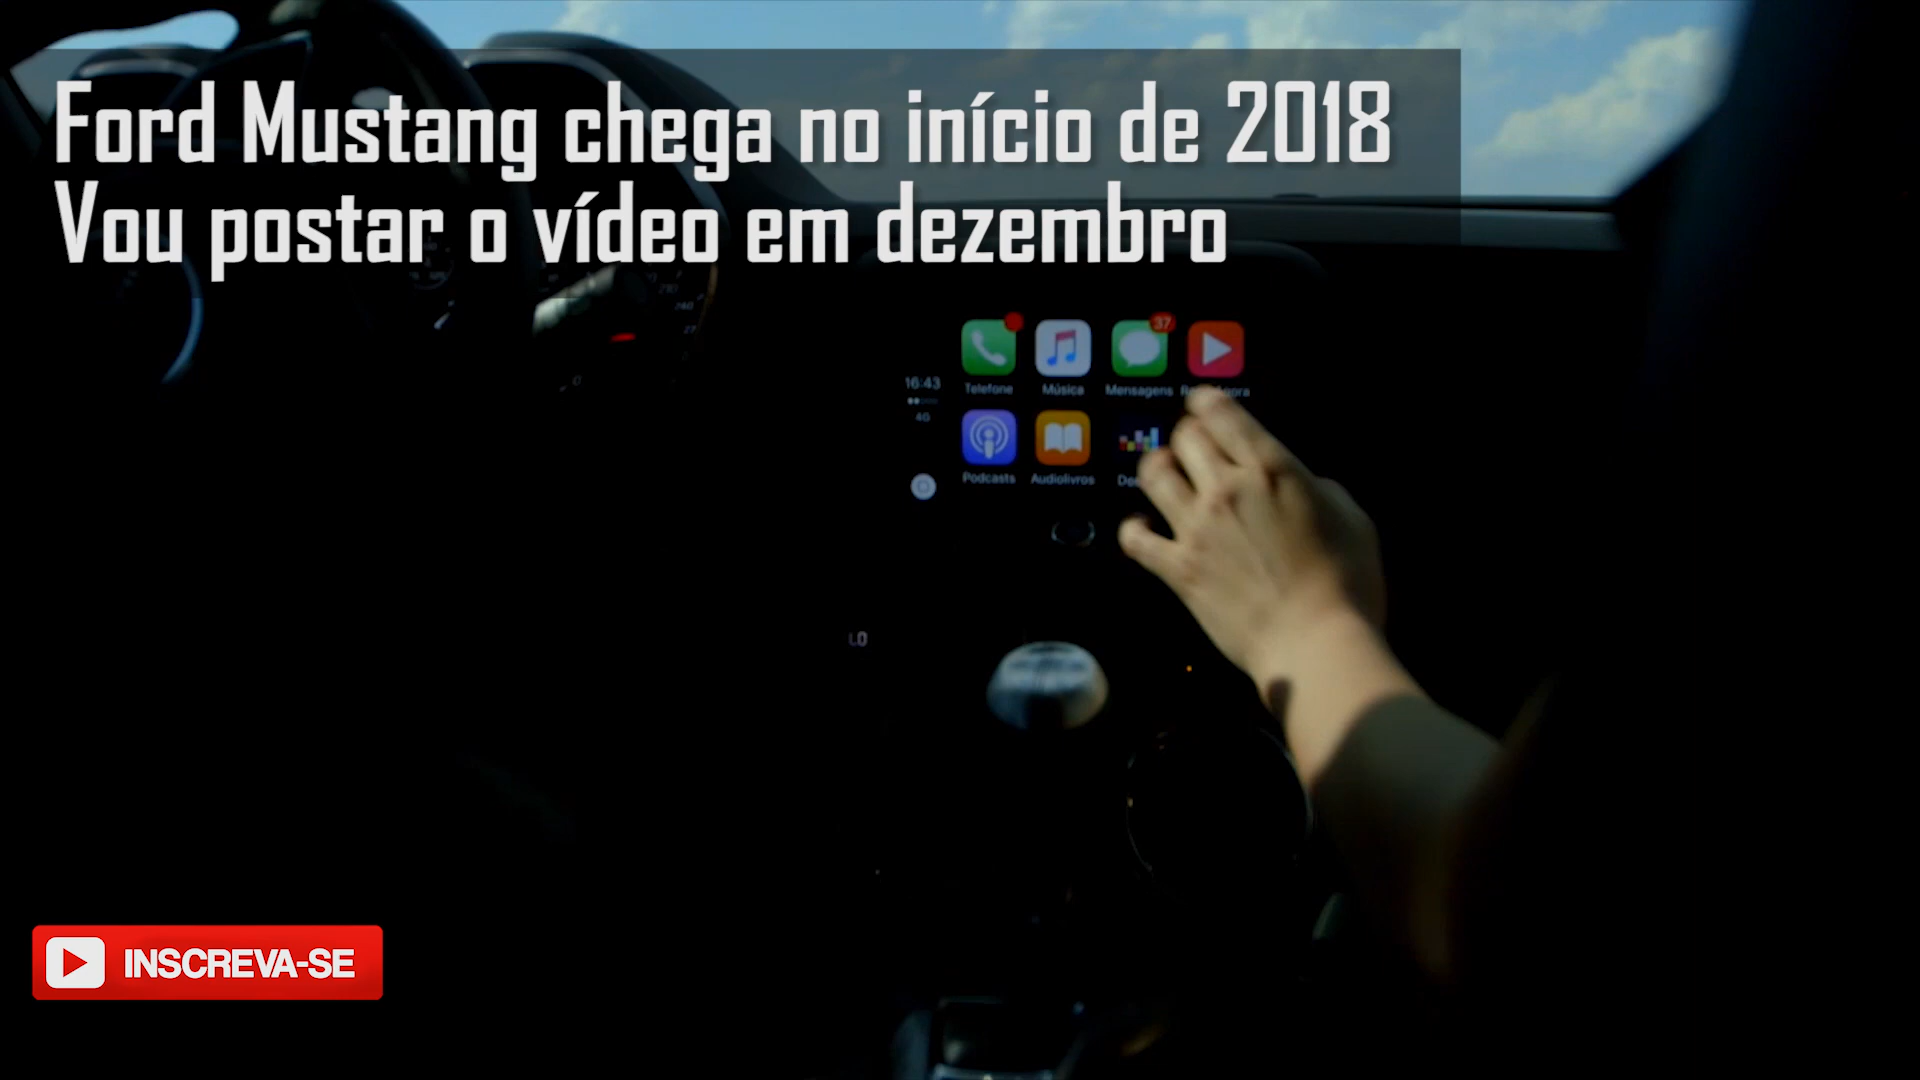 Ford Mustang chega no início de 2018
Vou postar o vídeo em dezembro
37
16:43
Telefone
Música
Mensagens
4G
Podcasts
Audiolivros
LO
INSCREVA-SE